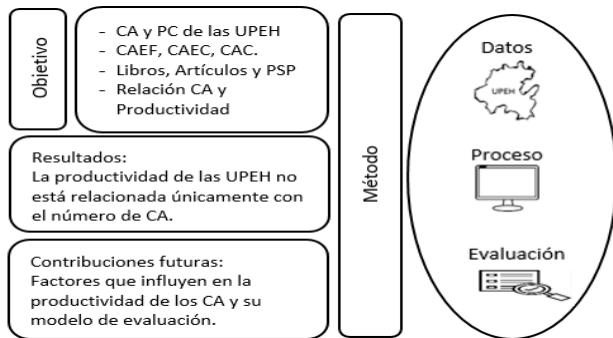 Objetivo
- CA y PC de las UPEH
- CAEF, CAEC, CAC.
- Libros, Artículos y PSP
- Relación CA y
Productividad
Resultados:
La productividad de las UPEH no
está relacionada únicamente con
el número de CA.
Contribuciones futuras:
Factores que influyen en la
productividad de los CA y su
modelo de evaluación.
Método
Datos
UPEH
Proceso
Evaluación